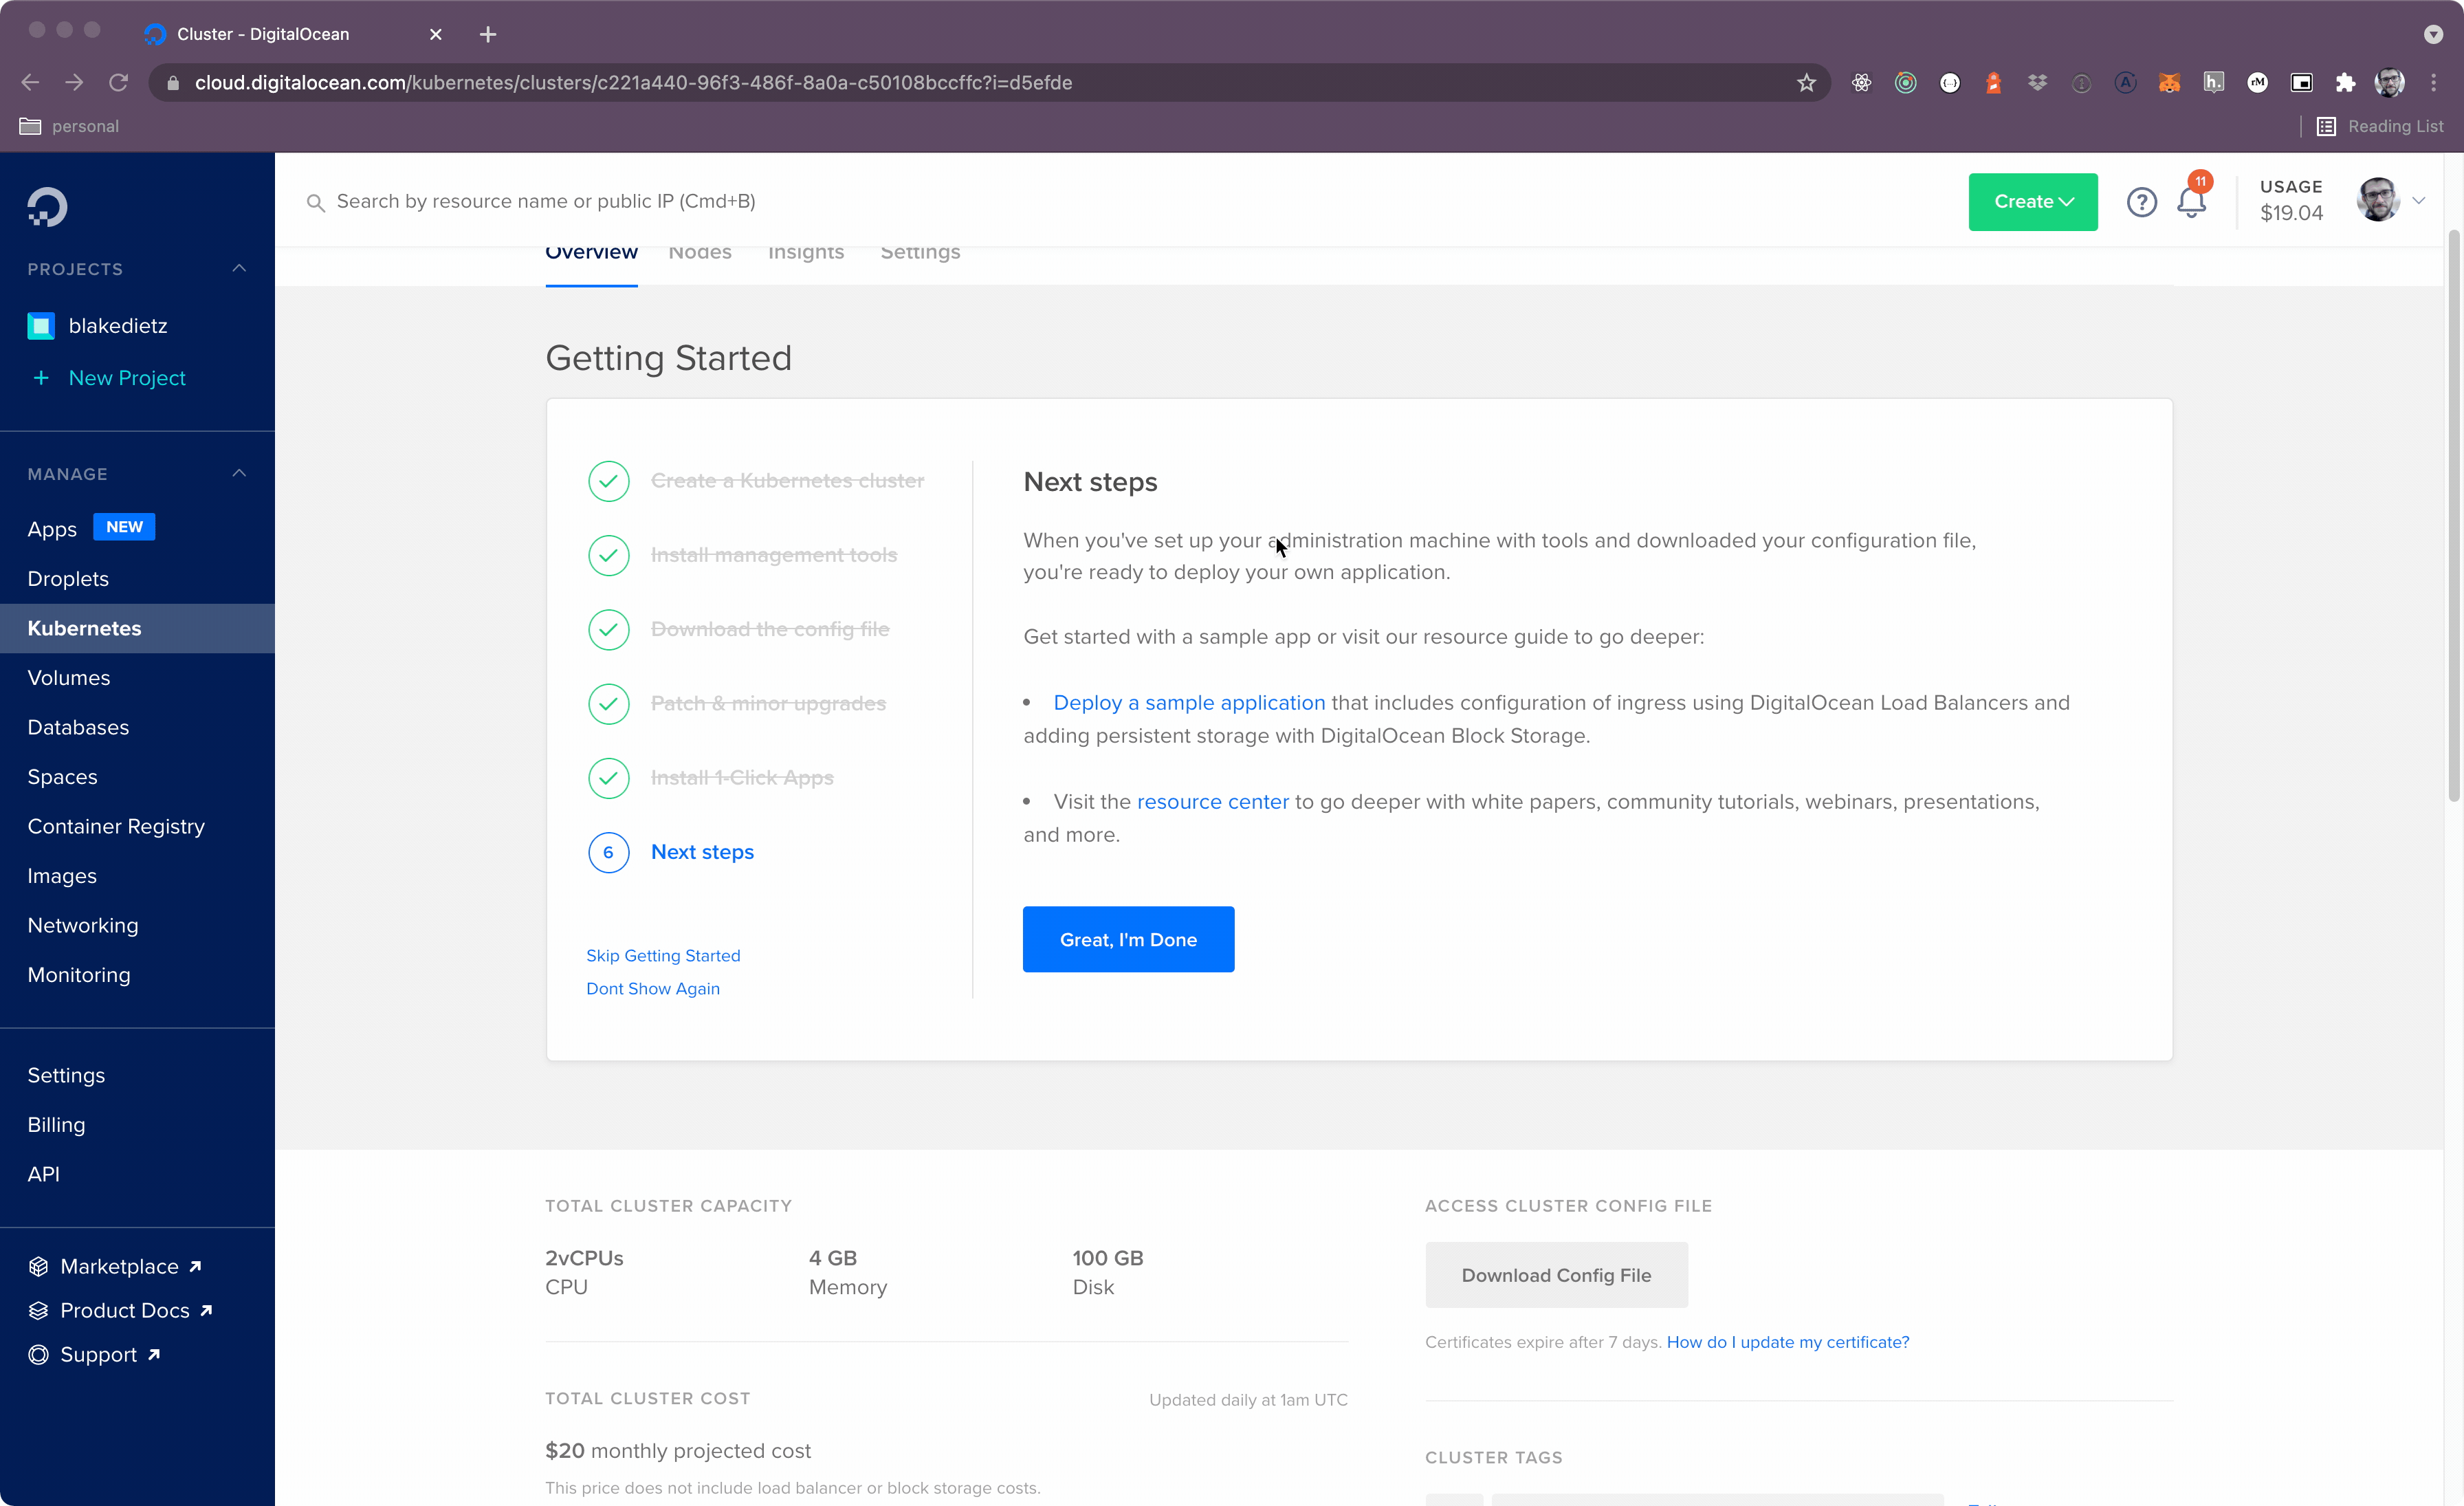 Cluster - DigitalOcean
cloud.digitalocean.com/kubernetes/clusters/c221a440-96f3-486f-8a0a-c50108bccffc?i=d5efde
personal
Reading List
Search by resource name or public IP (Cmd+B)
Create
11
USAGE
$19.04
PROJECTS
blakedietz
+ New Project
MANAGE
Apps NEW
Droplets
Kubernetes
Volumes
Databases
Spaces
Container Registry
Images
Networking
Monitoring
Settings
Billing
API
Marketplace
Product Docs
Support
Overview Nodes Insights Settings
Getting Started
Create a Kubernetes cluster
Install management tools
Download the config file
Patch & minor upgrades
Install 1-Click Apps
6 Next steps
Skip Getting Started
Dont Show Again
Next steps
When you've set up your administration machine with tools and downloaded your configuration file,
you're ready to deploy your own application.
Get started with a sample app or visit our resource guide to go deeper:
• Deploy a sample application that includes configuration of ingress using DigitalOcean Load Balancers and
adding persistent storage with DigitalOcean Block Storage.
• Visit the resource center to go deeper with white papers, community tutorials, webinars, presentations,
and more.
Great, I'm Done
TOTAL CLUSTER CAPACITY
2vCPUs
CPU
4 GB
Memory
100 GB
Disk
TOTAL CLUSTER COST
Updated daily at 1am UTC
$20 monthly projected cost
This price does not include load balancer or block storage costs.
ACCESS CLUSTER CONFIG FILE
Download Config File
Certificates expire after 7 days. How do I update my certificate?
CLUSTER TAGS